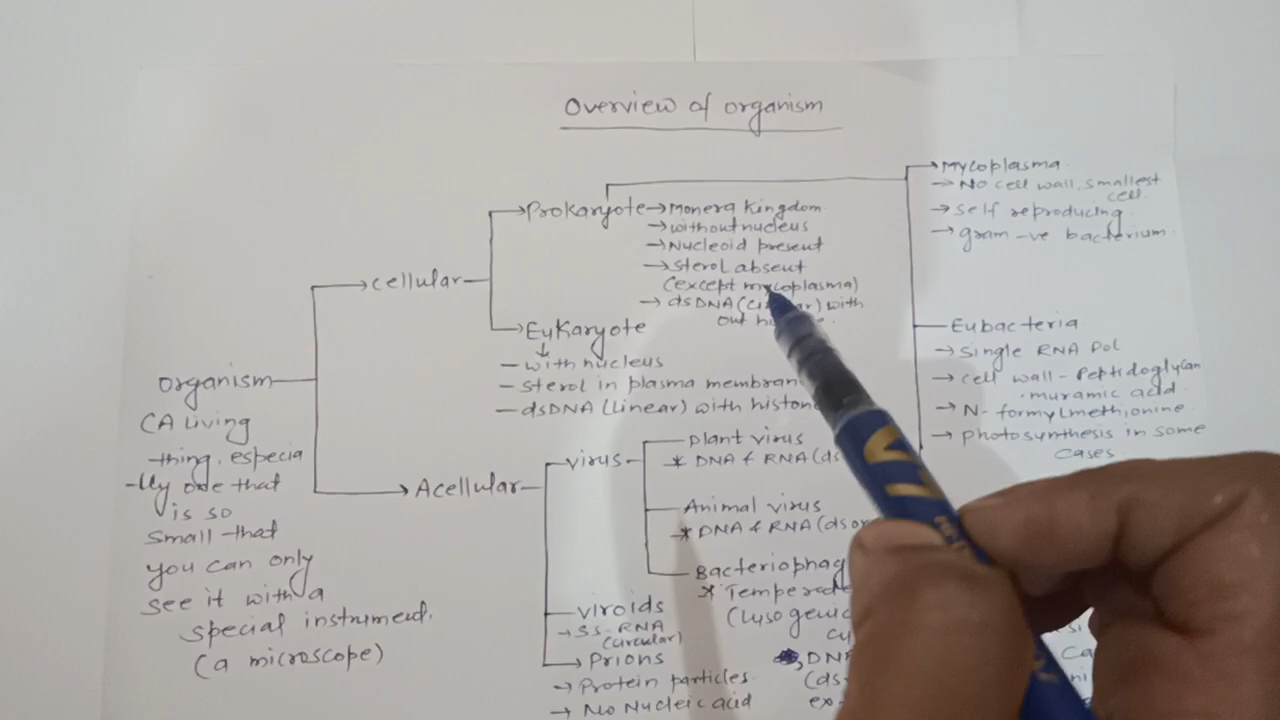 Overview of organism
Mycoplasma
→ No cell wall, smallest
cell
→ self reproducing
→ gram -ve bacterium
Prokaryote → Monera Kingdom
→ without nucleus
→ Nucleoid present
→ sterol absent
(except mycoplasma)
→ dsDNA ( with
out
cellular
Eukaryote
- with nucleus
- sterol in plasma
- dsDNA (Linear) with
Eubacteria
→ single RNA pol
→ cell wall - Peptidoglycan
muramic acid
→ N-formylmethionine
→ Photosynthesis in some
cases
organism
(A Living
thing, especia
-lly one that
is so
small that
you can only
see it with a
special instrument.
(a microscope)
Acellular
virus
plant virus
* DNA & RNA
Animal virus
* DNA & RNA
viroids
→ ss-RNA
(circular)
Prions
→ Protein particles
→ No Nucleic acid
DNA